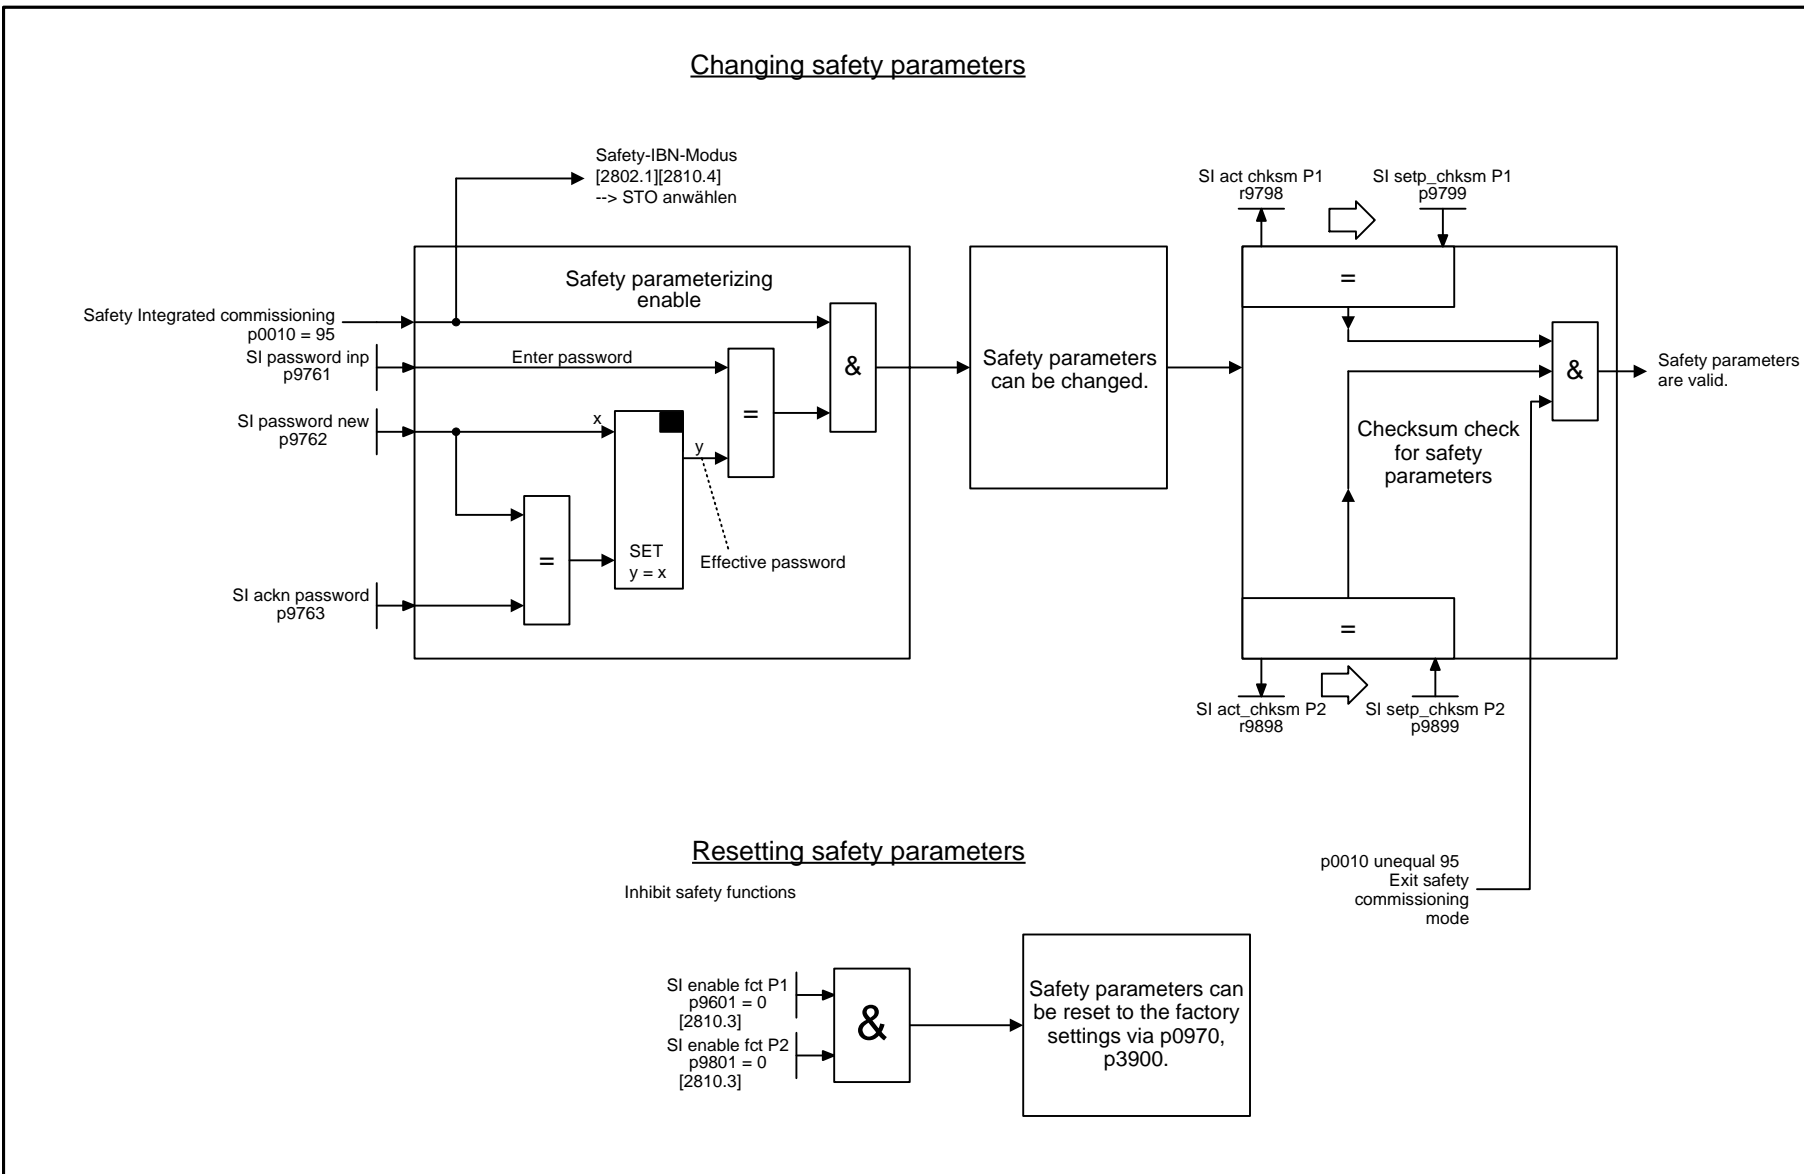 Changing safety parameters
Safety-IBN-Modus
[2802.1][2810.4]
--> STO anwählen
SI act chksm P1
r9798
SI setp_chksm P1
p9799
Safety parameterizing
enable
=
Safety Integrated commissioning
p0010 = 95
SI password inp
p9761
Enter password
&
=
Safety parameters
can be changed.
&
Safety parameters
are valid.
SI password new
p9762
x
y
Checksum check
for safety
parameters
=
SET
y = x
Effective password
SI ackn password
p9763
=
SI act_chksm P2
r9898
SI setp_chksm P2
p9899
Resetting safety parameters
Inhibit safety functions
p0010 unequal 95
Exit safety
commissioning
mode
SI enable fct P1
p9601 = 0
[2810.3]
SI enable fct P2
p9801 = 0
[2810.3]
&
Safety parameters can
be reset to the factory
settings via p0970,
p3900.